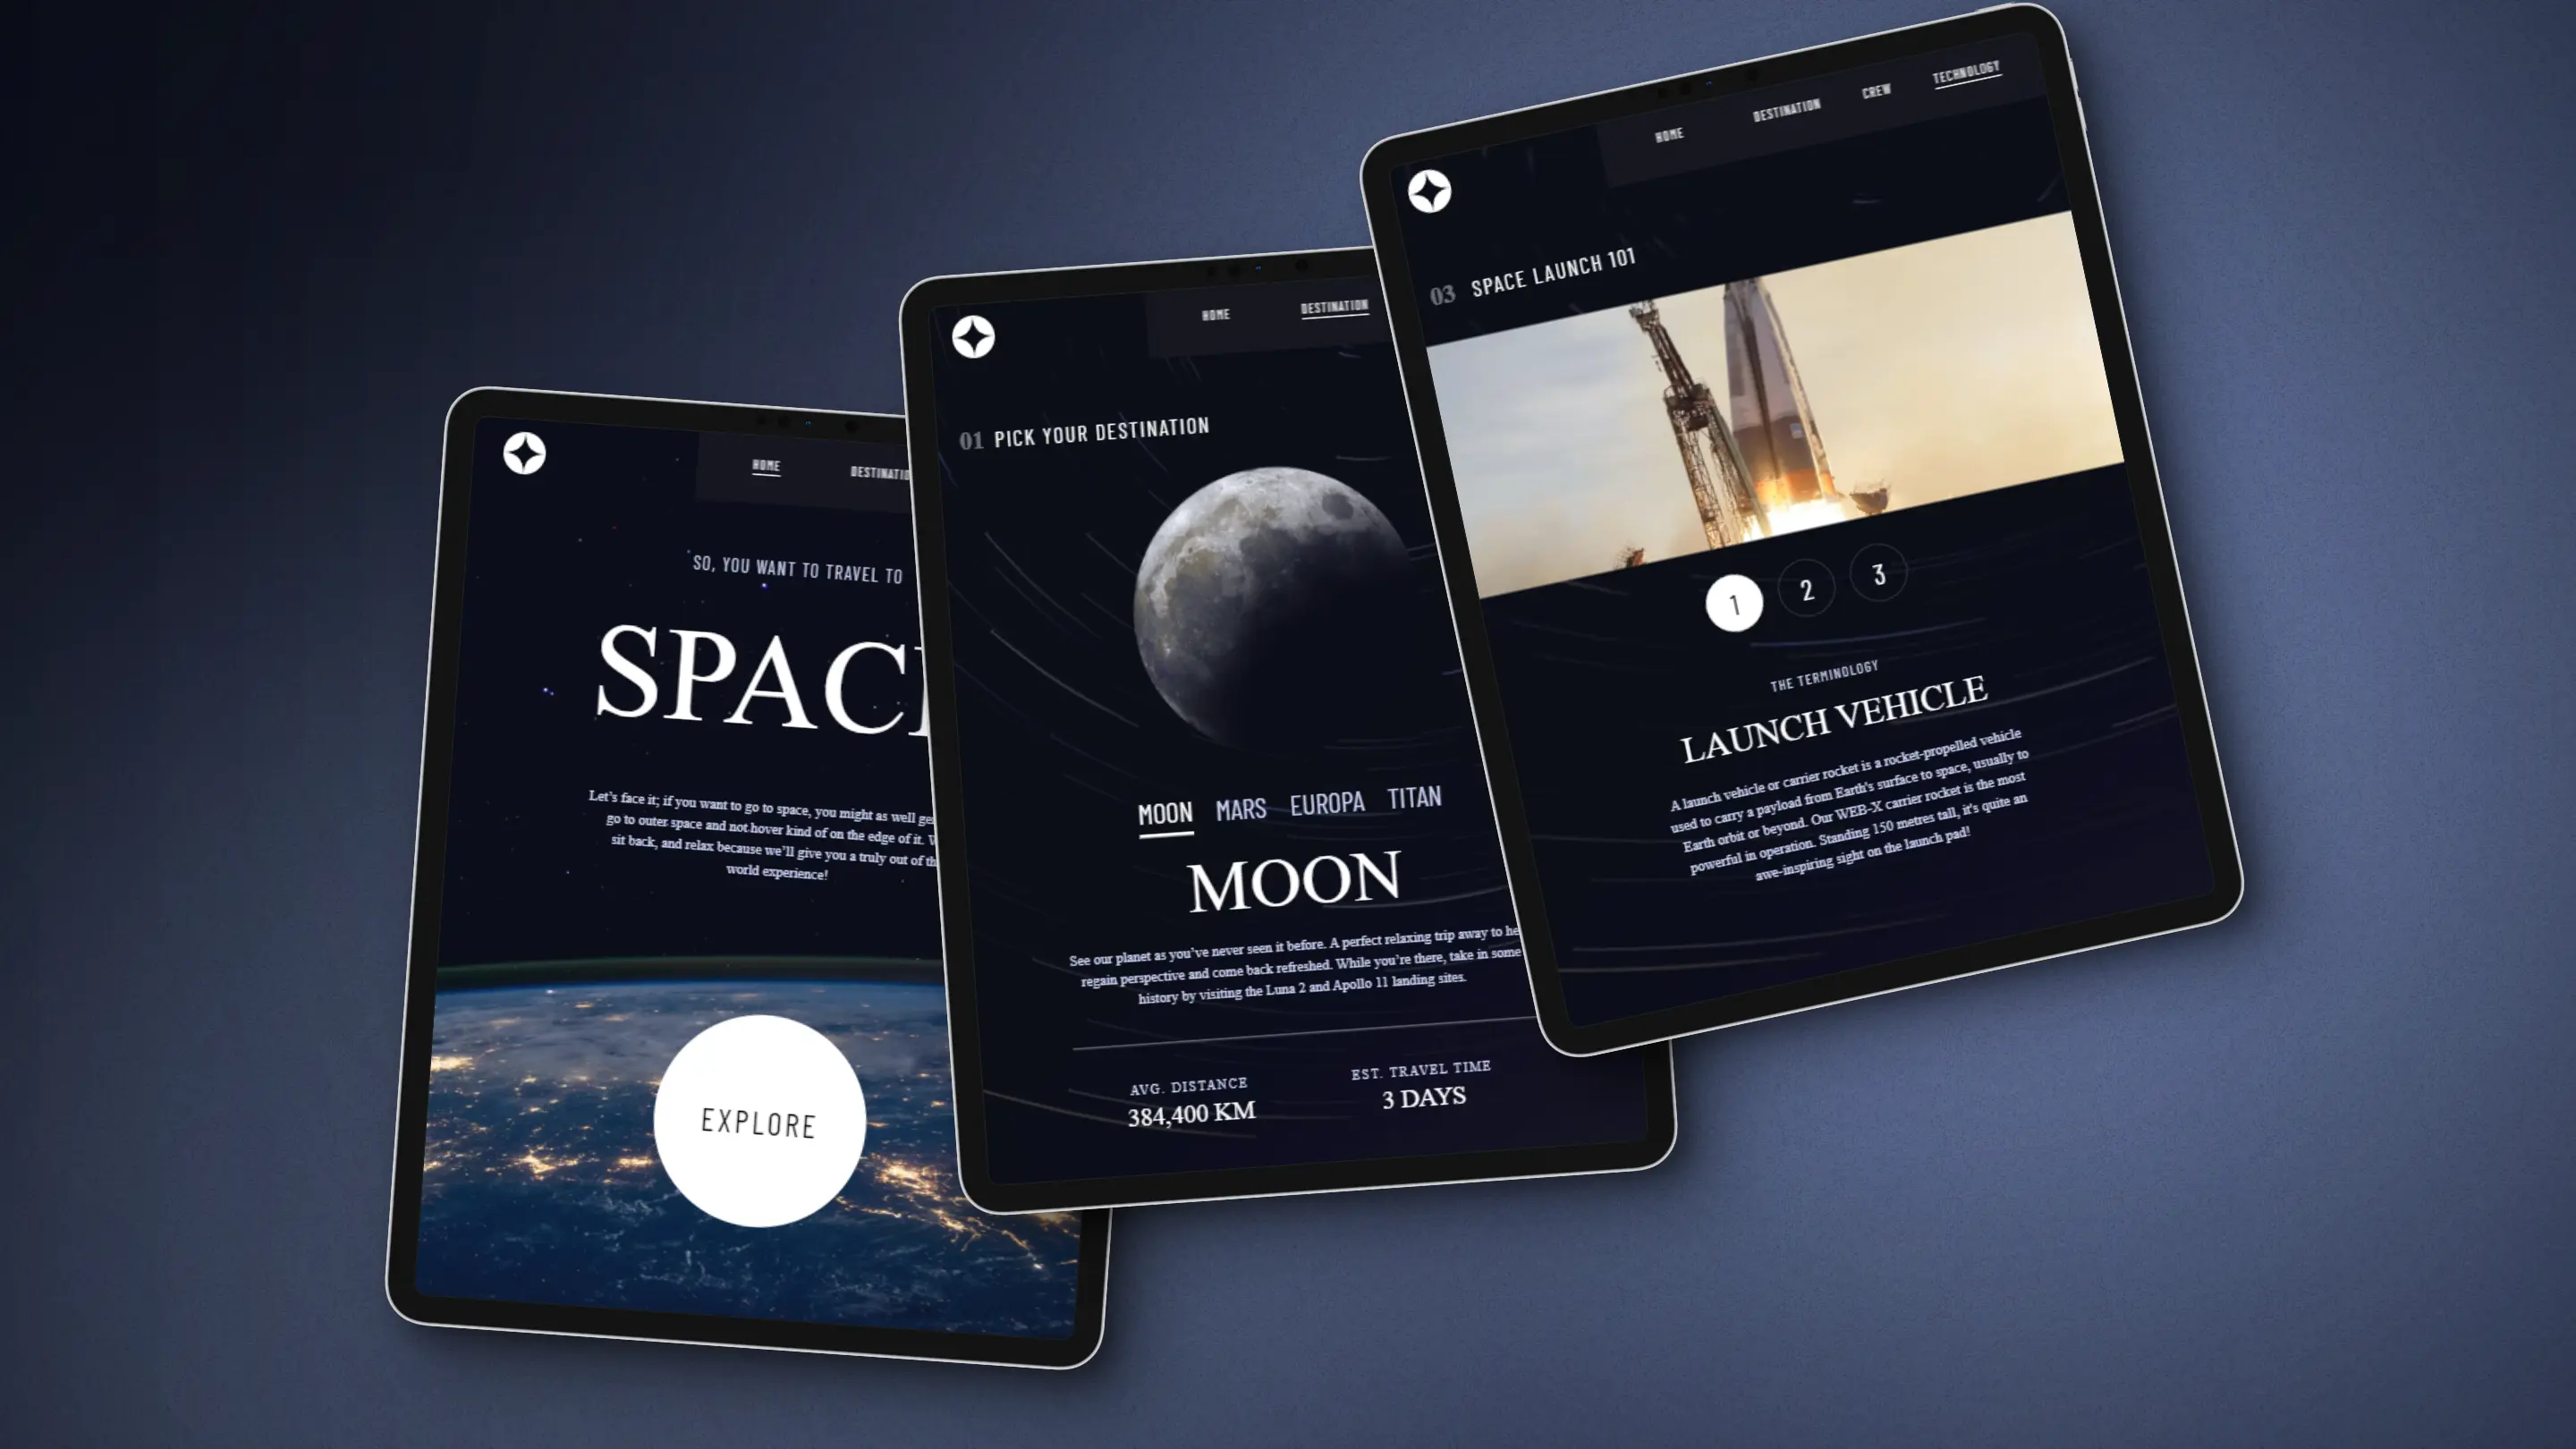 HOME
SO, YOU WANT TO TRAVEL TO
Let's face it; if you want to go to space, you might as well
go to outer space and not hover kind of on the edge of it.
sit back, and relax because we'll give you a truly out of
world experience!
EXPLORE
HOME DESTINATION
01 PICK YOUR DESTINATION
MOON MARS EUROPA TITAN
MOON
See our planet as you've never seen it before. A perfect relaxing trip away to
regain perspective and come back refreshed. While you're there, take in some
history by visiting the Luna 2 and Apollo 11 landing sites.
AVG. DISTANCE
384,400 KM
EST. TRAVEL TIME
3 DAYS
HOME DESTINATION CREW TECHNOLOGY
03 SPACE LAUNCH 101
1 2 3
THE TERMINOLOGY
LAUNCH VEHICLE
A launch vehicle or carrier rocket is a rocket-propelled vehicle
used to carry a payload from Earth's surface to space, usually to
Earth orbit or beyond. Our WEB-X carrier rocket is the most
powerful in operation. Standing 150 metres tall, it's quite an
awe-inspiring sight on the launch pad!